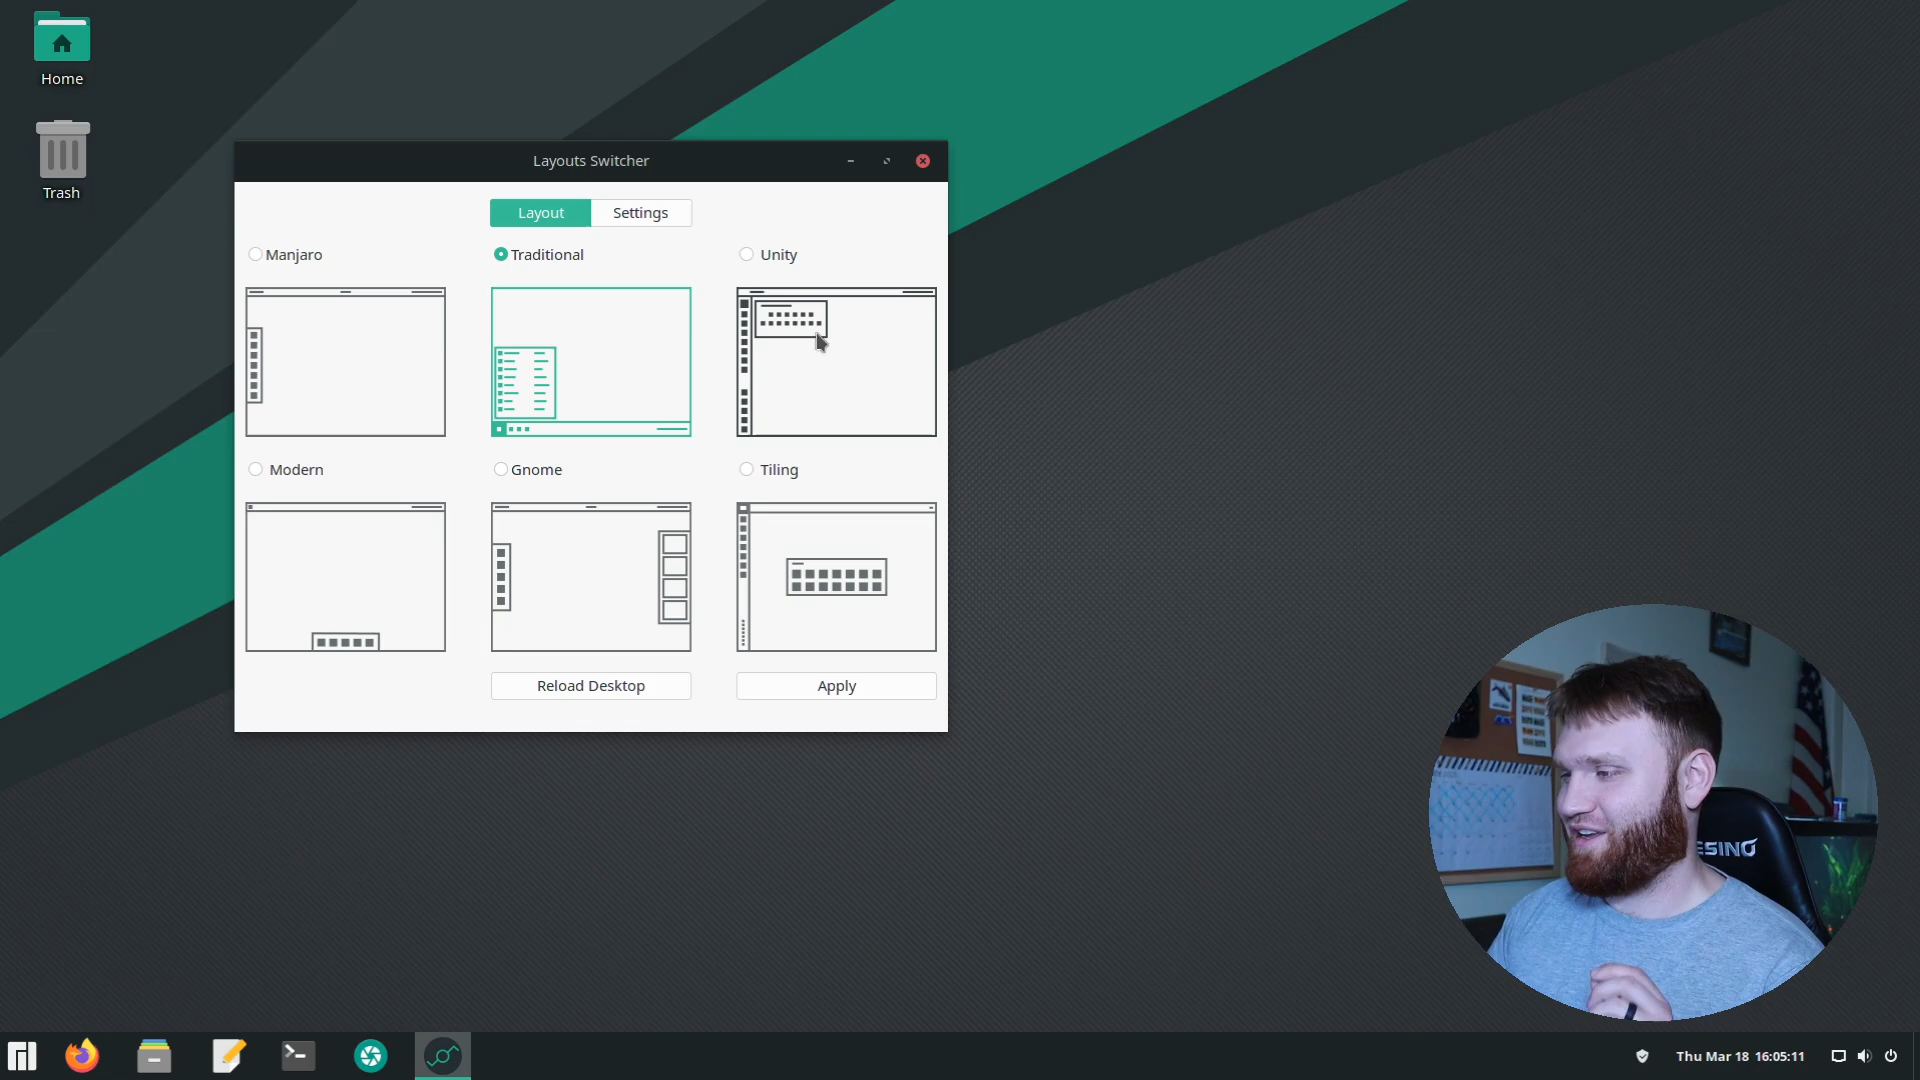 Home
Trash
Layouts Switcher
Layout Settings
Manjaro Traditional Unity
Modern Gnome Tiling
Reload Desktop Apply
ESINO
Thu Mar 18 16:05:11